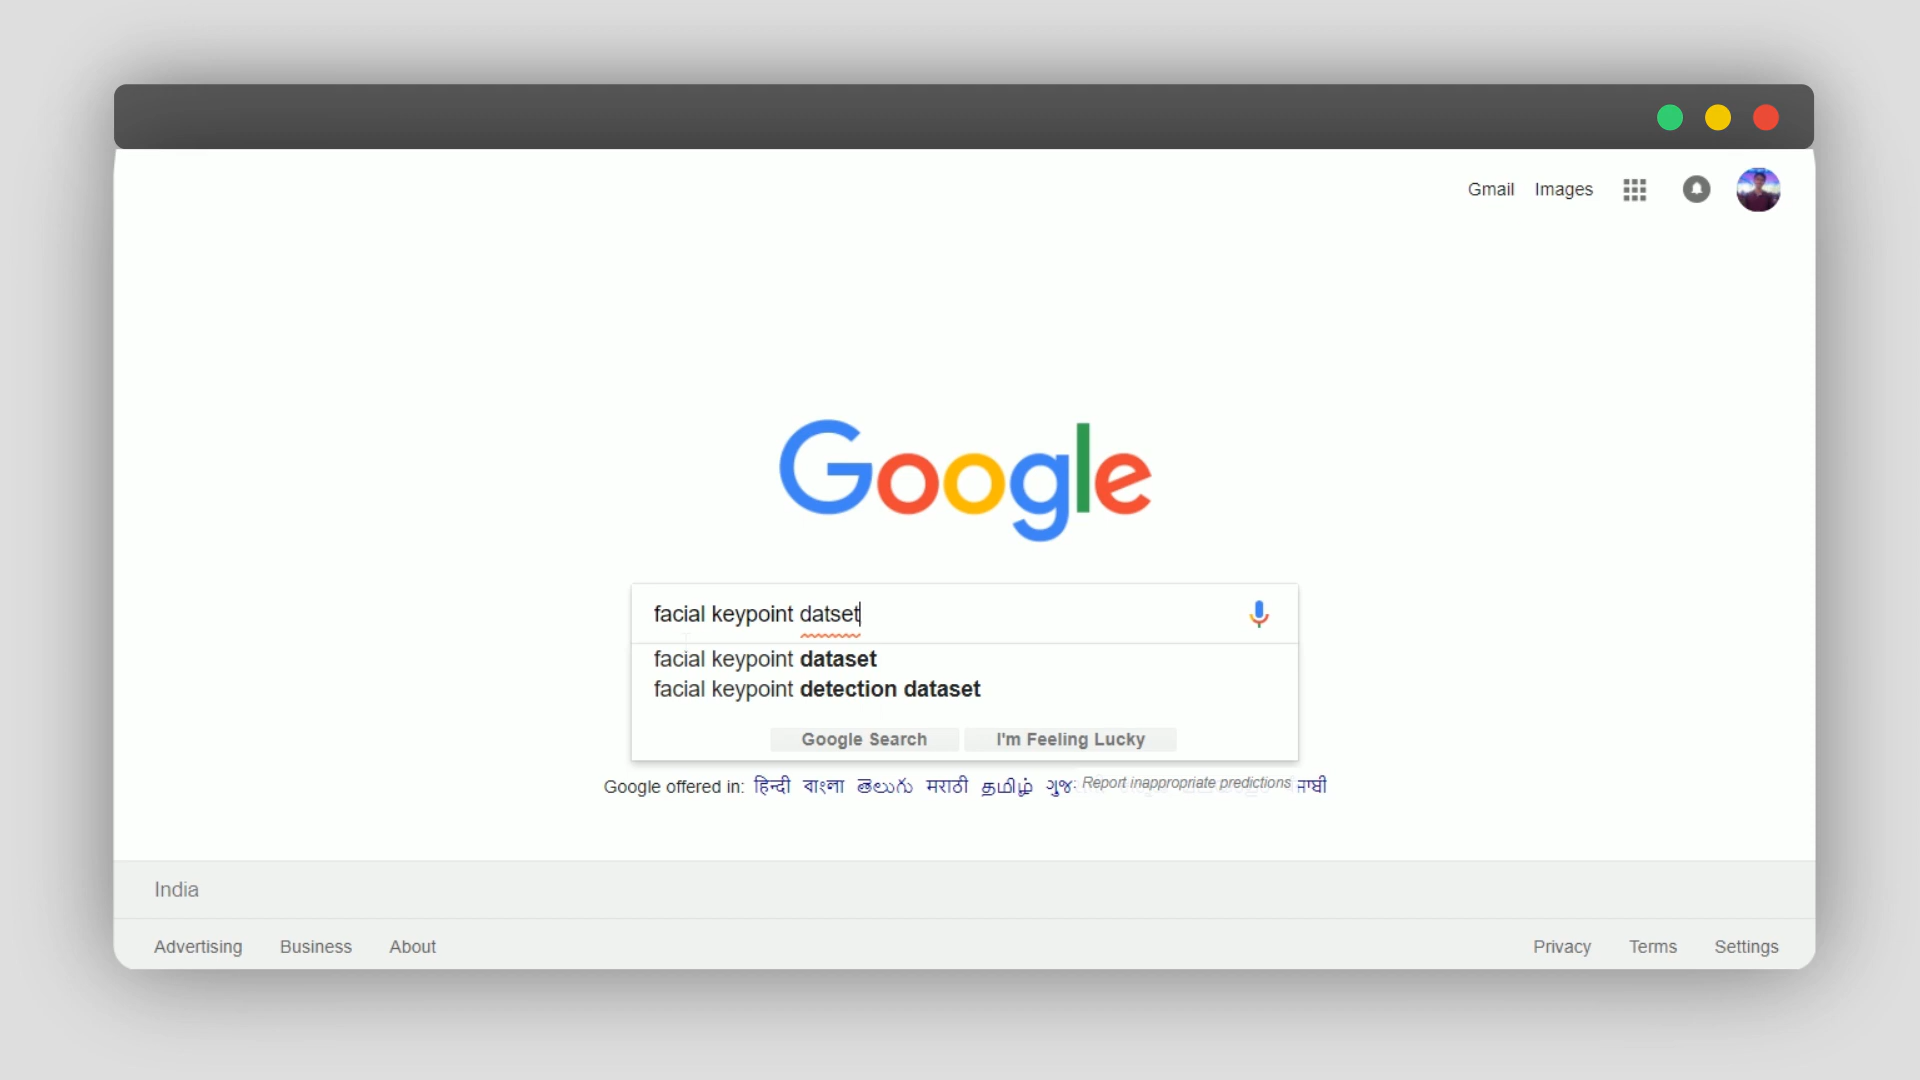 Gmail Images
Google
facial keypoint datset
facial keypoint dataset
facial keypoint detection dataset
Google Search I'm Feeling Lucky
Google offered in: हिन्दी বাংলা తెలుగు मराठी தமிழ் Report inappropriate predictions
India
Advertising Business About Privacy Terms Settings